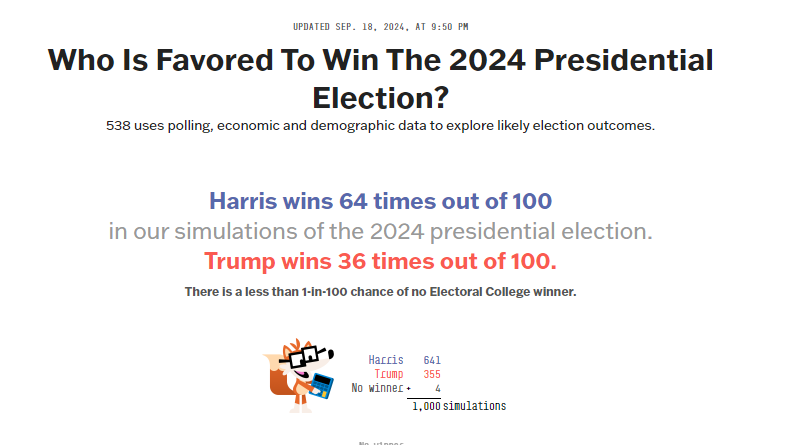 UPDATED SEP. 18, 2024, AT 9:50 PM
Who Is Favored To Win The 2024 Presidential
Election?
538 uses polling, economic and demographic data to explore likely election outcomes.
Harris wins 64 times out of 100
in our simulations of the 2024 presidential election.
Trump wins 36 times out of 100.
There is a less than 1-in-100 chance of no Electoral College winner.
Harris 641
Trump 355
No winner + 4
1,000 simulations
No winner